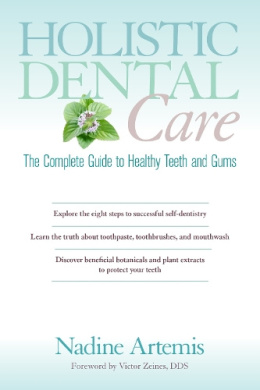 HOLISTIC
DENTAL
Care
The Complete Guide to Healthy Teeth and Gums
Explore the eight steps to successful self-dentistry
Learn the truth about toothpaste, toothbrushes, and mouthwash
Discover beneficial botanicals and plant extracts
to protect your teeth
Nadine Artemis
Foreword by Victor Zeines, DDS